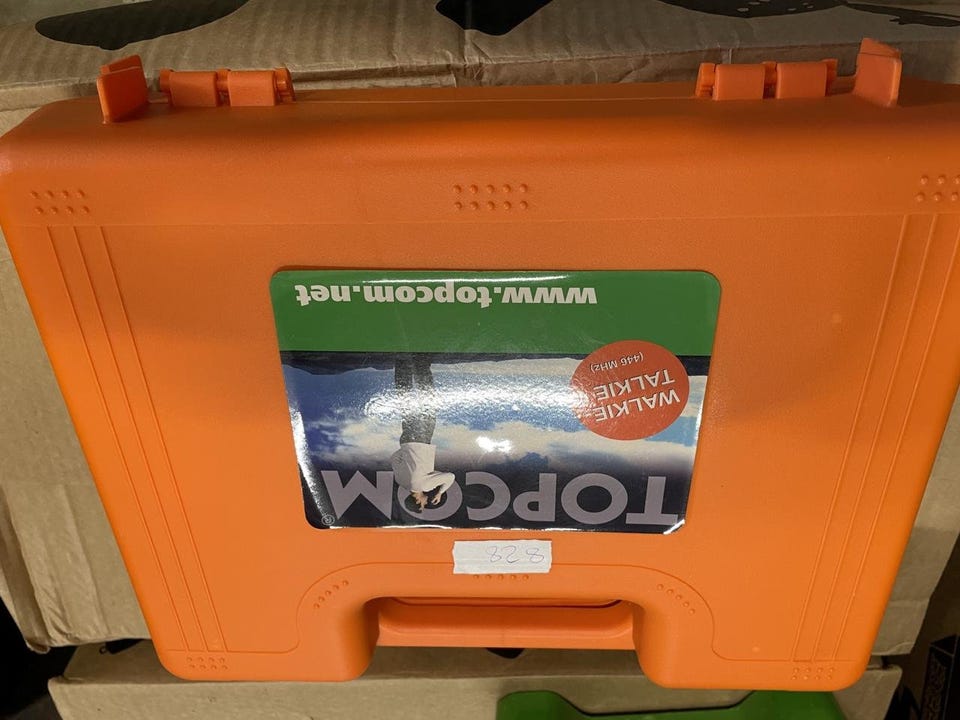 828
TOPCOM®
WALKIE-
TALKIE
(446 MHz)
www.topcom.net